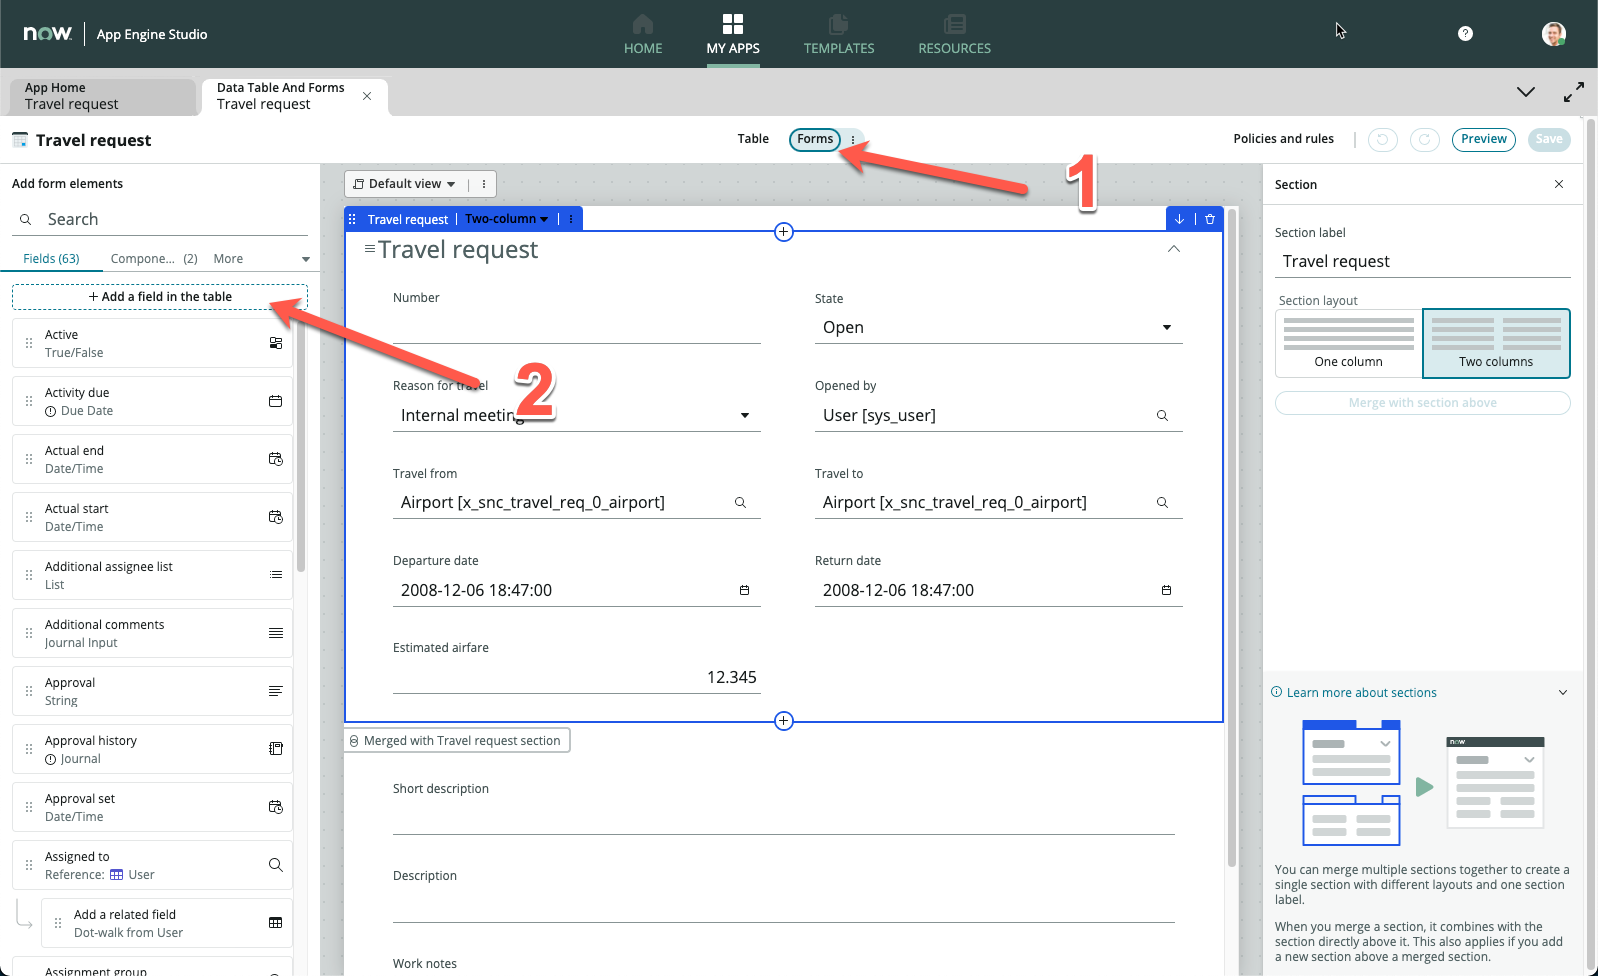 now
App Engine Studio
HOME
MY APPS
TEMPLATES
RESOURCES
?
App Home
Travel request
Data Table And Forms
Travel request
Travel request
Table
Forms
Policies and rules
Preview
Save
1
Add form elements
Search
Fields (63)
Compone... (2)
More
+ Add a field in the table
Active
True/False
Activity due
Due Date
Actual end
Date/Time
Actual start
Date/Time
Additional assignee list
List
Additional comments
Journal Input
Approval
String
Approval history
Journal
Approval set
Date/Time
Assigned to
Reference: User
Add a related field
Dot-walk from User
Assignment group
Default view
Travel request
Two-column
Travel request
Number
State
Open
Reason for travel
Internal meeting
2
Opened by
User [sys_user]
Travel from
Airport [x_snc_travel_req_0_airport]
Travel to
Airport [x_snc_travel_req_0_airport]
Departure date
2008-12-06 18:47:00
Return date
2008-12-06 18:47:00
Estimated airfare
12.345
Merged with Travel request section
Short description
Description
Work notes
Section
Section label
Travel request
Section layout
One column
Two columns
Merge with section above
Learn more about sections
now
You can merge multiple sections together to create a
single section with different layouts and one section
label.
When you merge a section, it combines with the
section directly above it. This also applies if you add
a new section above a merged section.